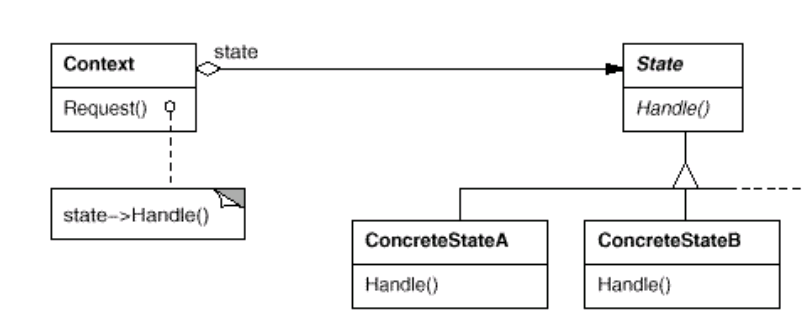 state
Context
State
Request()
Handle()
state->Handle()
ConcreteStateA
ConcreteStateB
Handle()
Handle()